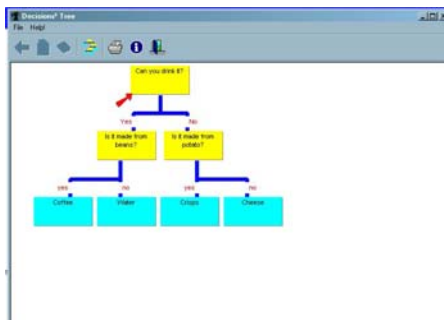 Decisions³ Tree
File Help!
Can you drink it?
Yes No
Is it made from
beans?
Is it made from
potato?
yes no yes no
Coffee Water Crisps Cheese